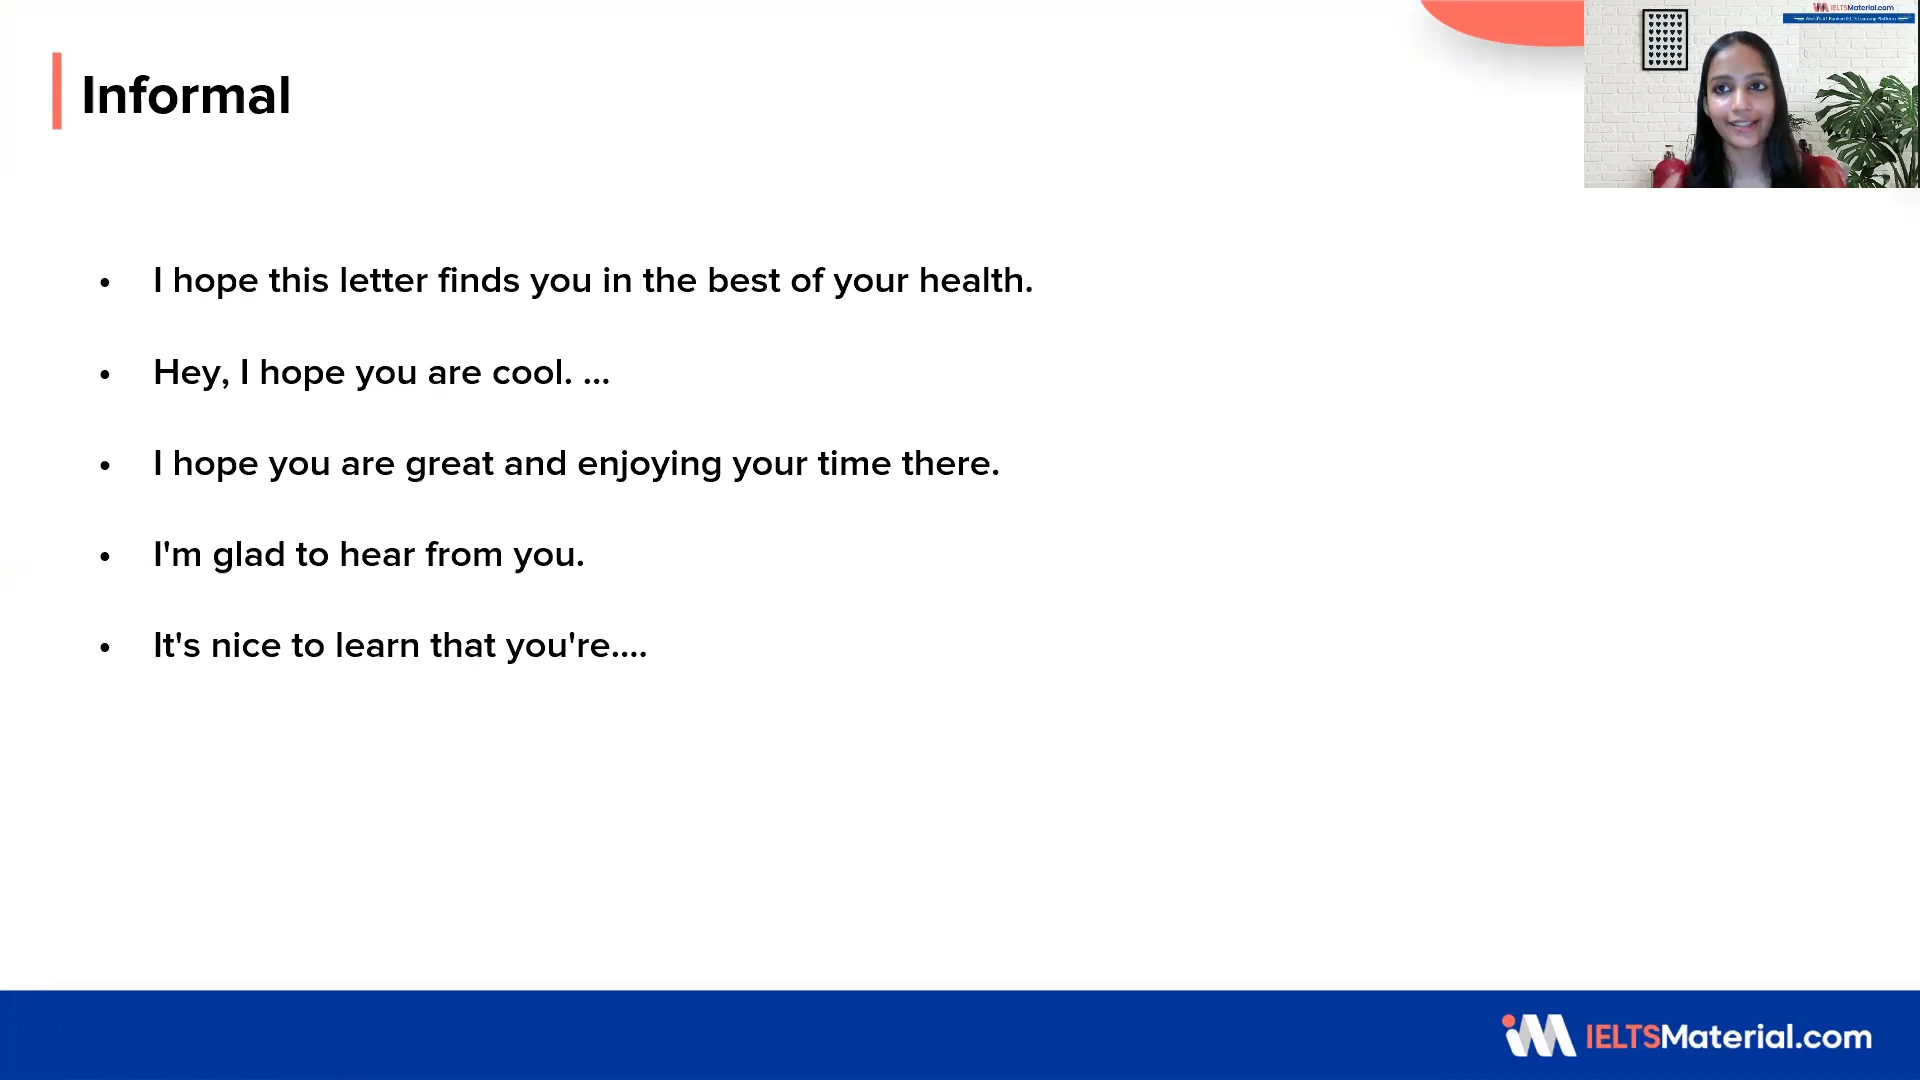 Informal
IELTSMaterial.com
• I hope this letter finds you in the best of your health.
• Hey, I hope you are cool. ...
• I hope you are great and enjoying your time there.
• I'm glad to hear from you.
• It's nice to learn that you're....
IELTSMaterial.com